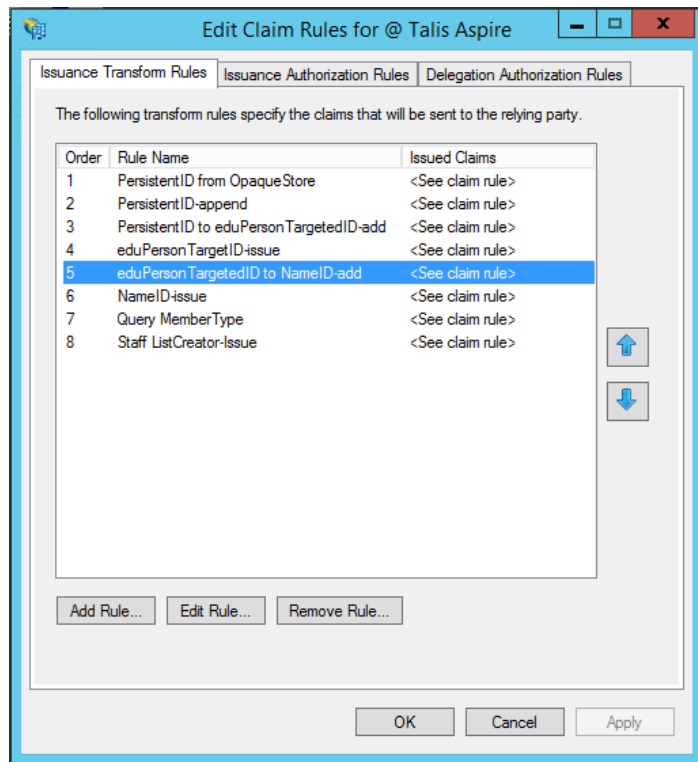 Edit Claim Rules for @ Talis Aspire
Issuance Transform Rules Issuance Authorization Rules Delegation Authorization Rules
The following transform rules specify the claims that will be sent to the relying party.
Order Rule Name Issued Claims
1 PersistentID from OpaqueStore <See claim rule>
2 PersistentID-append <See claim rule>
3 PersistentID to eduPersonTargetedID-add <See claim rule>
4 eduPersonTargetID-issue <See claim rule>
5 eduPersonTargetedID to NameID-add <See claim rule>
6 NameID-issue <See claim rule>
7 Query MemberType <See claim rule>
8 Staff ListCreator-Issue <See claim rule>
Add Rule... Edit Rule... Remove Rule...
OK Cancel Apply